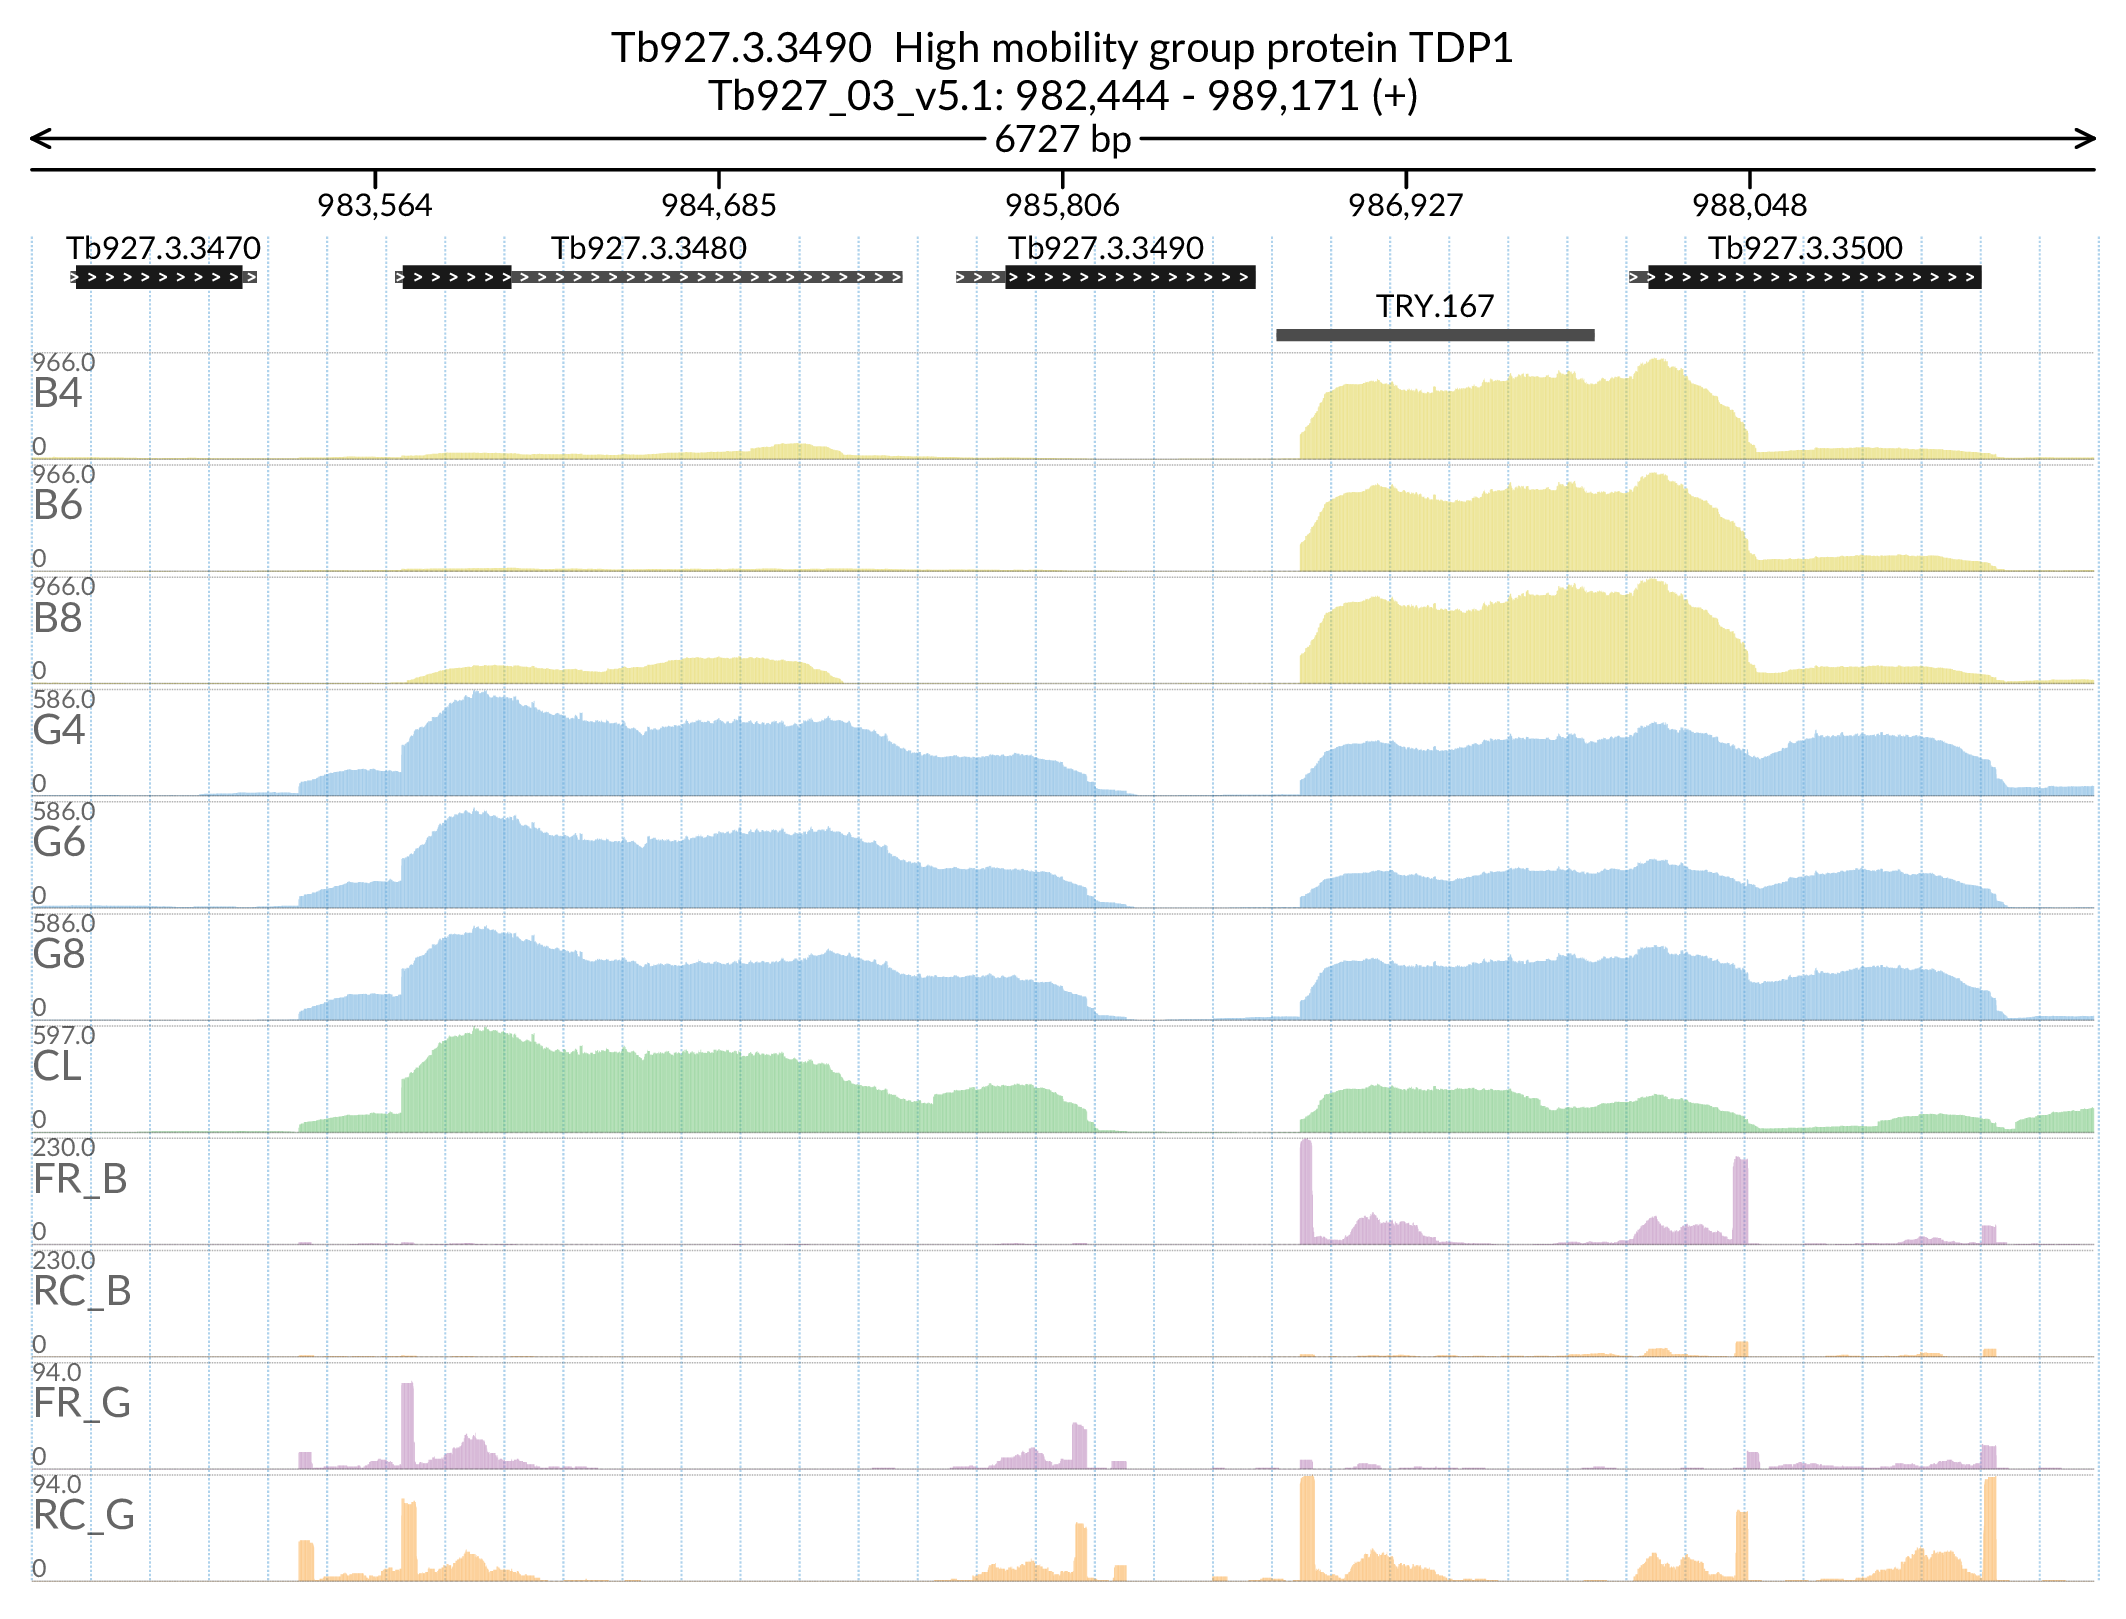 Tb927.3.3490  High mobility group protein TDP1
Tb927_03_v5.1: 982,444 - 989,171 (+)
6727 bp
983,564 984,685 985,806 986,927 988,048
Tb927.3.3470 Tb927.3.3480 Tb927.3.3490 Tb927.3.3500
TRY.167
966.0
B4
0
966.0
B6
0
966.0
B8
0
586.0
G4
0
586.0
G6
0
586.0
G8
0
597.0
CL
0
230.0
FR_B
0
230.0
RC_B
0
94.0
FR_G
0
94.0
RC_G
0